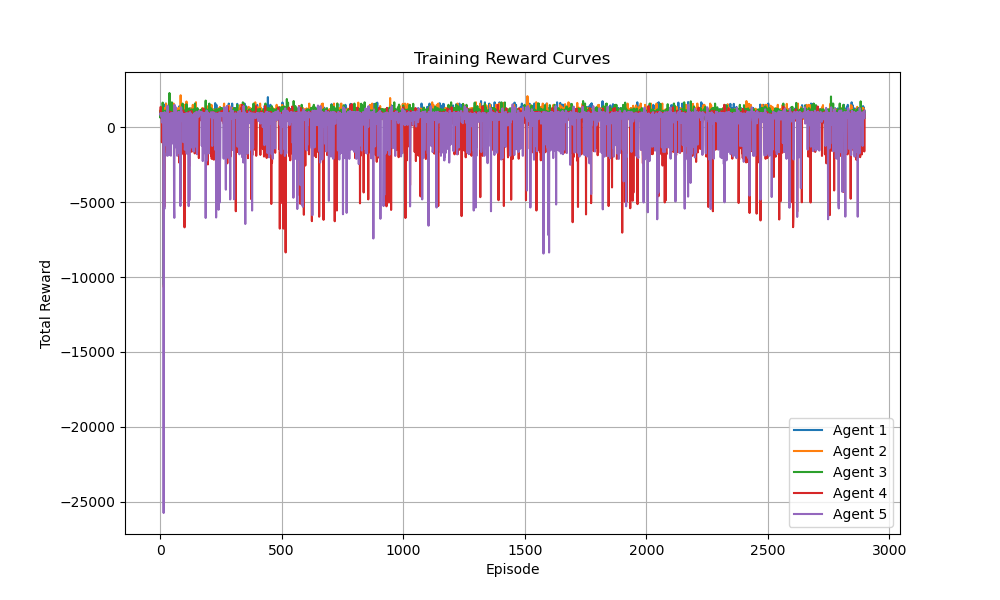 Training Reward Curves
Total Reward
0
−5000
−10000
−15000
−20000
−25000
0 500 1000 1500 2000 2500 3000
Episode
Agent 1
Agent 2
Agent 3
Agent 4
Agent 5